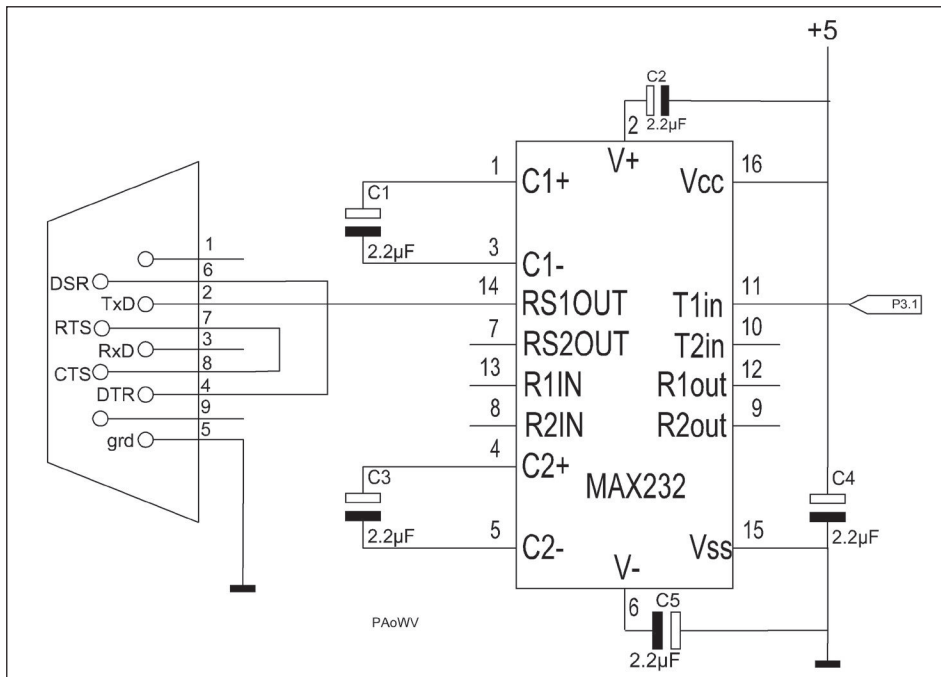 +5
C2
2.2µF
2
V+
1
C1+
16
Vcc
C1
2.2µF
3
C1-
1
6
DSR
14
RS1OUT
T1in
11
P3.1
2
TxD
7
RTS
7
RS2OUT
T2in
10
3
RxD
8
CTS
13
R1IN
R1out
12
4
DTR
9
8
R2IN
R2out
9
5
grd
4
C2+
C3
2.2µF
MAX232
C4
2.2µF
5
C2-
Vss
15
V-
6
C5
2.2µF
PAoWV